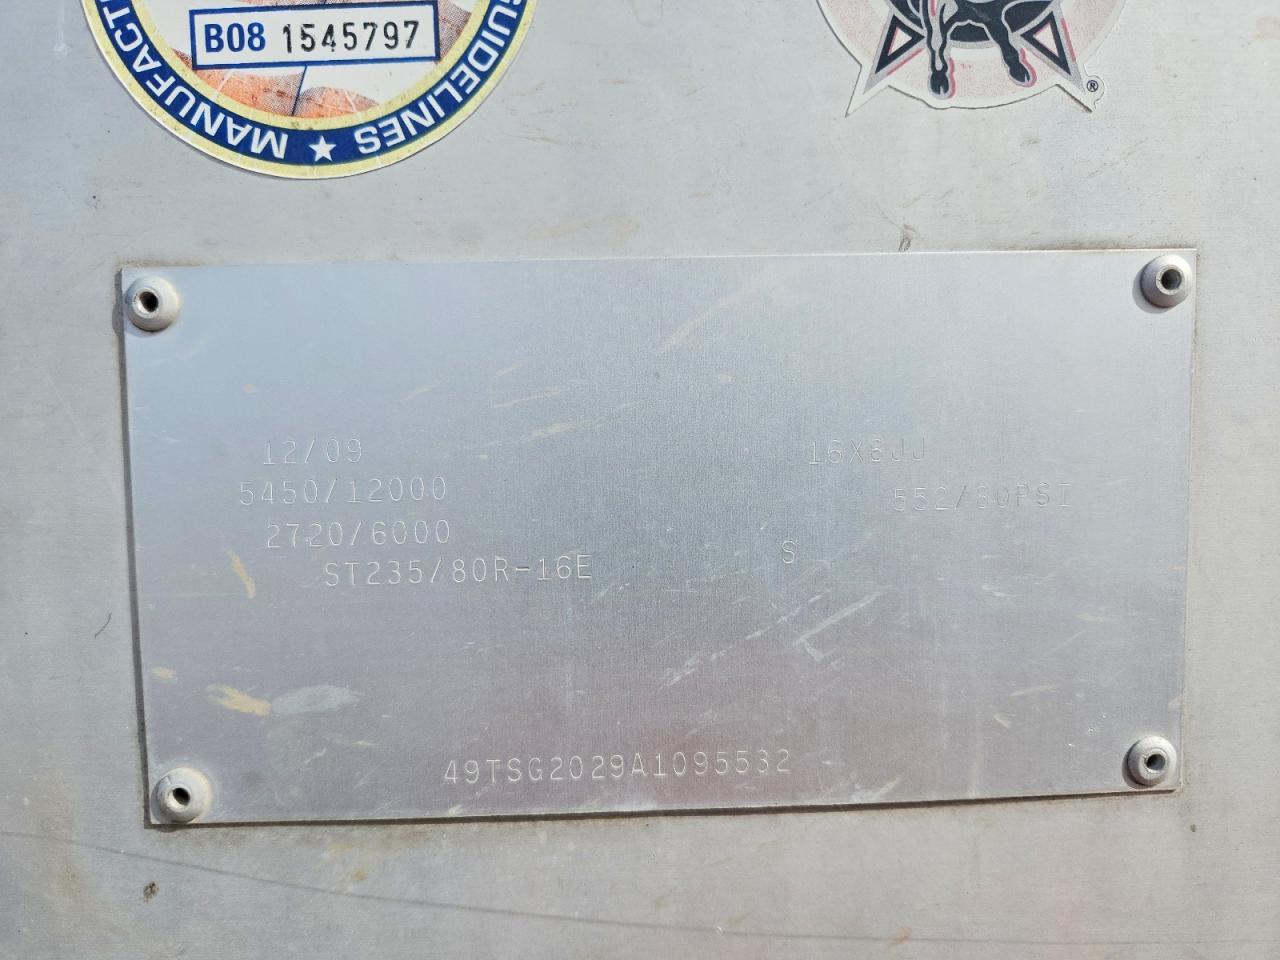 B08 1545797
MANUFACT
★
GUIDELINES
®
12/09
16X6JJ
5450/12000
552/80PSI
2720/6000
S
ST235/80R-16E
49TSG2029A1095532